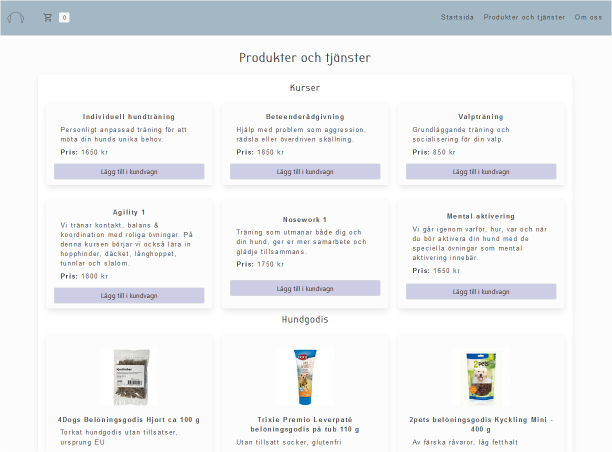 0
Startsida Produkter och tjänster Om oss
Produkter och tjänster
Kurser
Individuell hundträning
Personligt anpassad träning för att
möta din hunds unika behov.
Pris: 1650 kr
Lägg till i kundvagn
Beteenderådgivning
Hjälp med problem som aggression,
rädsla eller överdriven skällning.
Pris: 1850 kr
Lägg till i kundvagn
Valpträning
Grundläggande träning och
socialisering för din valp.
Pris: 850 kr
Lägg till i kundvagn
Agility 1
Vi tränar kontakt, balans &
koordination med roliga övningar. På
denna kursen börjar vi också lära in
hopphinder, däcket, långhoppet,
tunnlar och slalom.
Pris: 1800 kr
Lägg till i kundvagn
Nosework 1
Träning som utmanar både dig och
din hund, ger er mer samarbete och
glädje tillsammans.
Pris: 1750 kr
Lägg till i kundvagn
Mental aktivering
Vi går igenom varför, hur, var och när
du bör aktivera din hund med de
speciella övningar som mental
aktivering innebär.
Pris: 1650 kr
Lägg till i kundvagn
Hundgodis
4Dogs Belöningsgodis Hjort ca 100 g
Torkat hundgodis utan tillsatser,
ursprung EU
Trixie Premio Leverpaté
belöningsgodis på tub 110 g
Utan tillsatt socker, glutenfri
2pets
2pets belöningsgodis Kyckling Mini -
400 g
Av färska råvaror, låg fetthalt